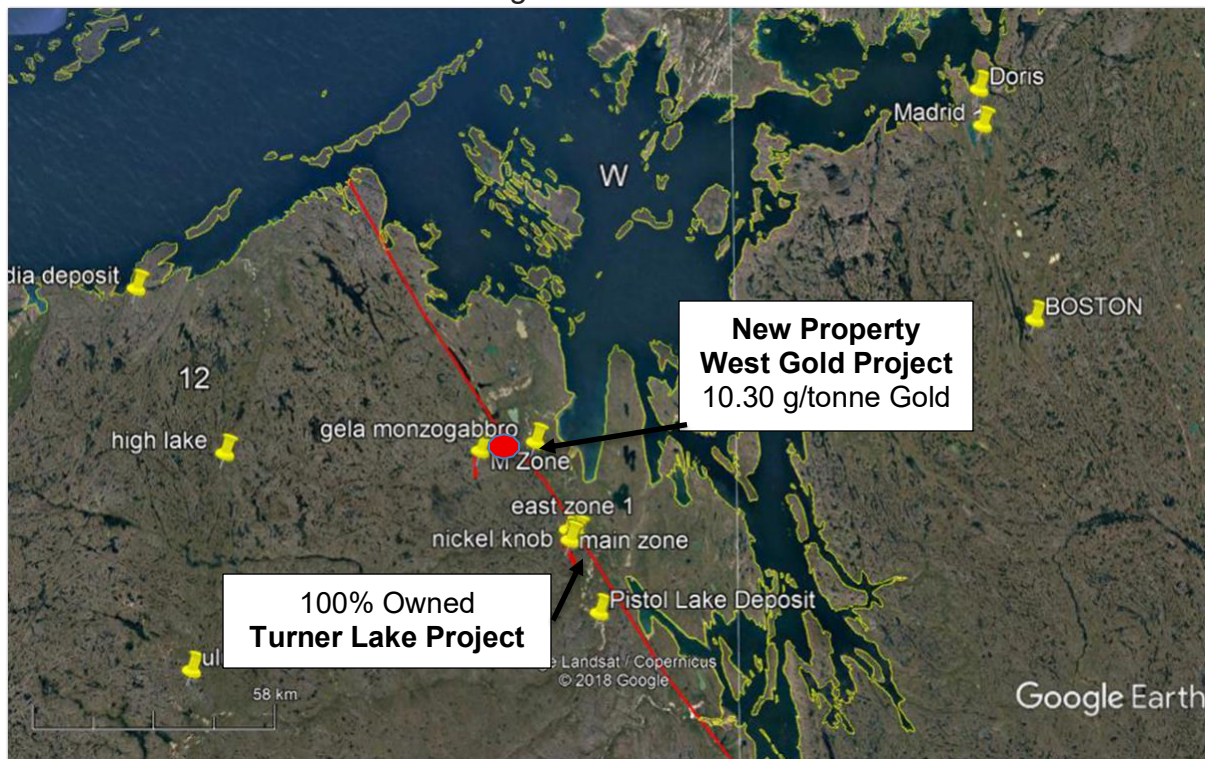 Doris
Madrid
W
dia deposit
BOSTON
New Property
West Gold Project
10.30 g/tonne Gold
12
gela monzogabbro
high lake
M Zone
east zone 1
nickel knob
main zone
100% Owned
Turner Lake Project
Pistol Lake Deposit
Landsat / Copernicus
© 2018 Google
58 km
Google Earth